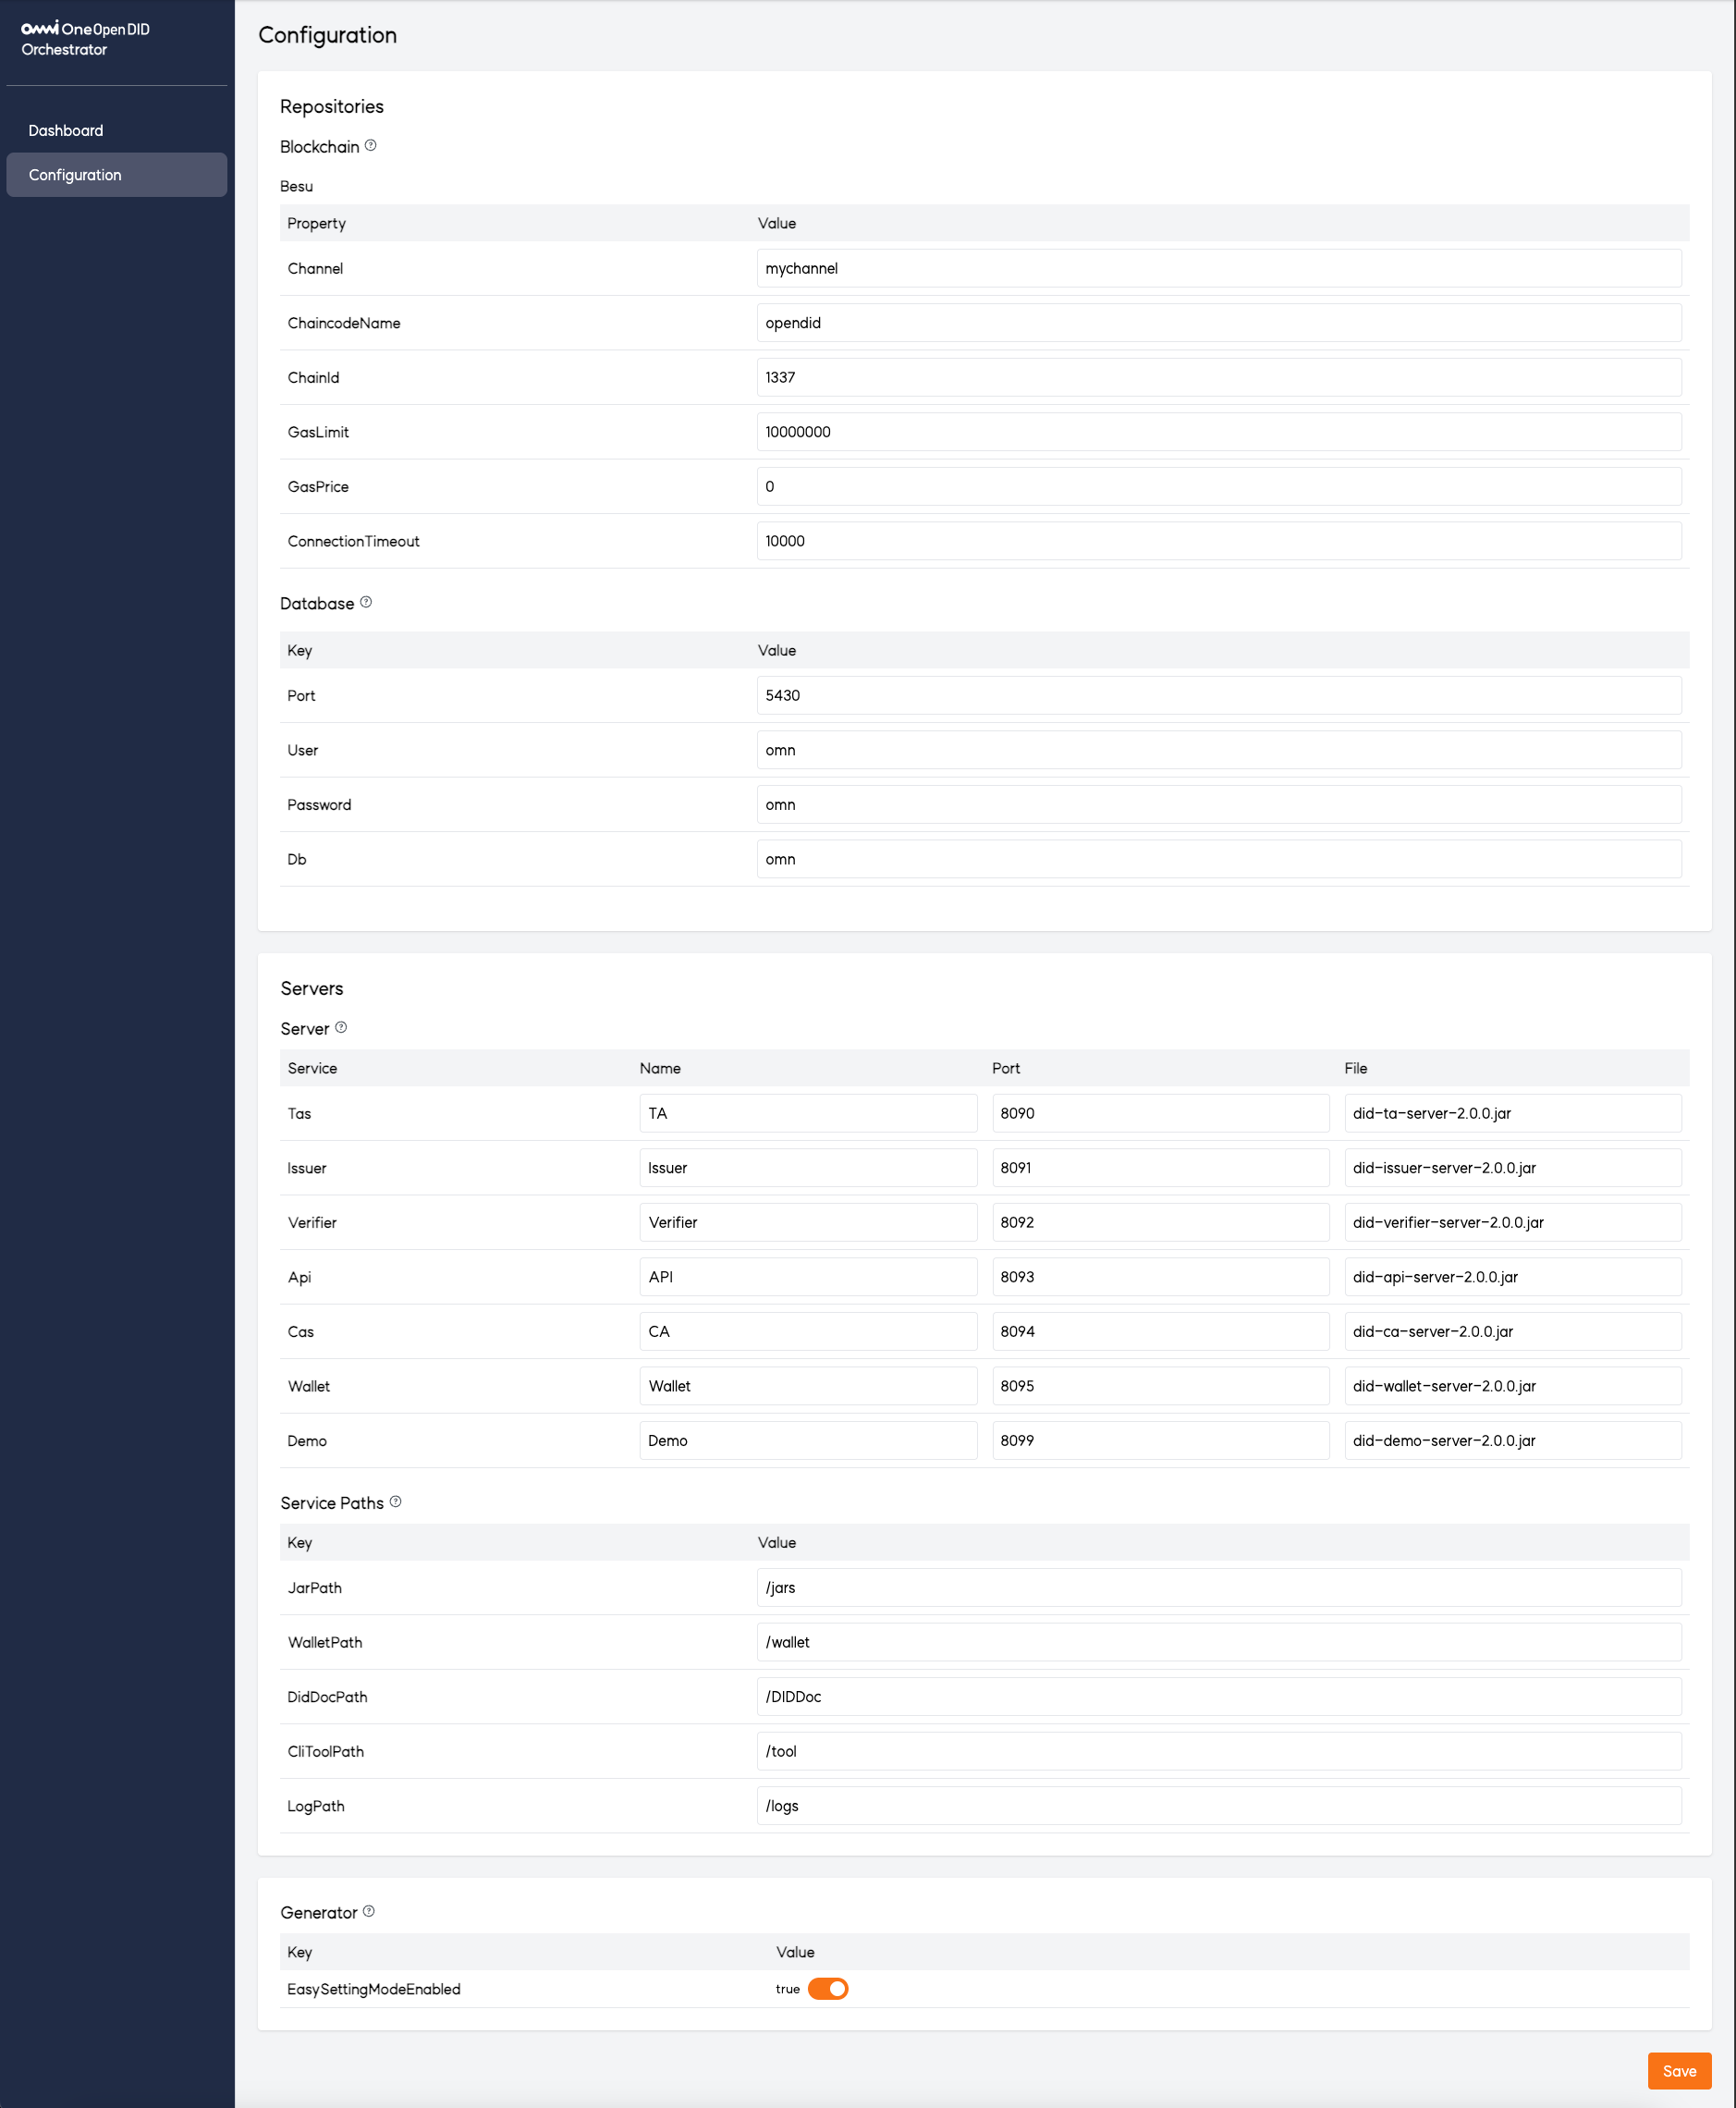 Omni OneOpenDID
Orchestrator
Dashboard
Configuration
Configuration
Repositories
Blockchain ?
Besu
Property Value
Channel mychannel
ChaincodeName opendid
ChainId 1337
GasLimit 10000000
GasPrice 0
ConnectionTimeout 10000
Database ?
Key Value
Port 5430
User omn
Password omn
Db omn
Servers
Server ?
Service Name Port File
Tas TA 8090 did-ta-server-2.0.0.jar
Issuer Issuer 8091 did-issuer-server-2.0.0.jar
Verifier Verifier 8092 did-verifier-server-2.0.0.jar
Api API 8093 did-api-server-2.0.0.jar
Cas CA 8094 did-ca-server-2.0.0.jar
Wallet Wallet 8095 did-wallet-server-2.0.0.jar
Demo Demo 8099 did-demo-server-2.0.0.jar
Service Paths ?
Key Value
JarPath /jars
WalletPath /wallet
DidDocPath /DIDDoc
CliToolPath /tool
LogPath /logs
Generator ?
Key Value
EasySettingModeEnabled true
Save